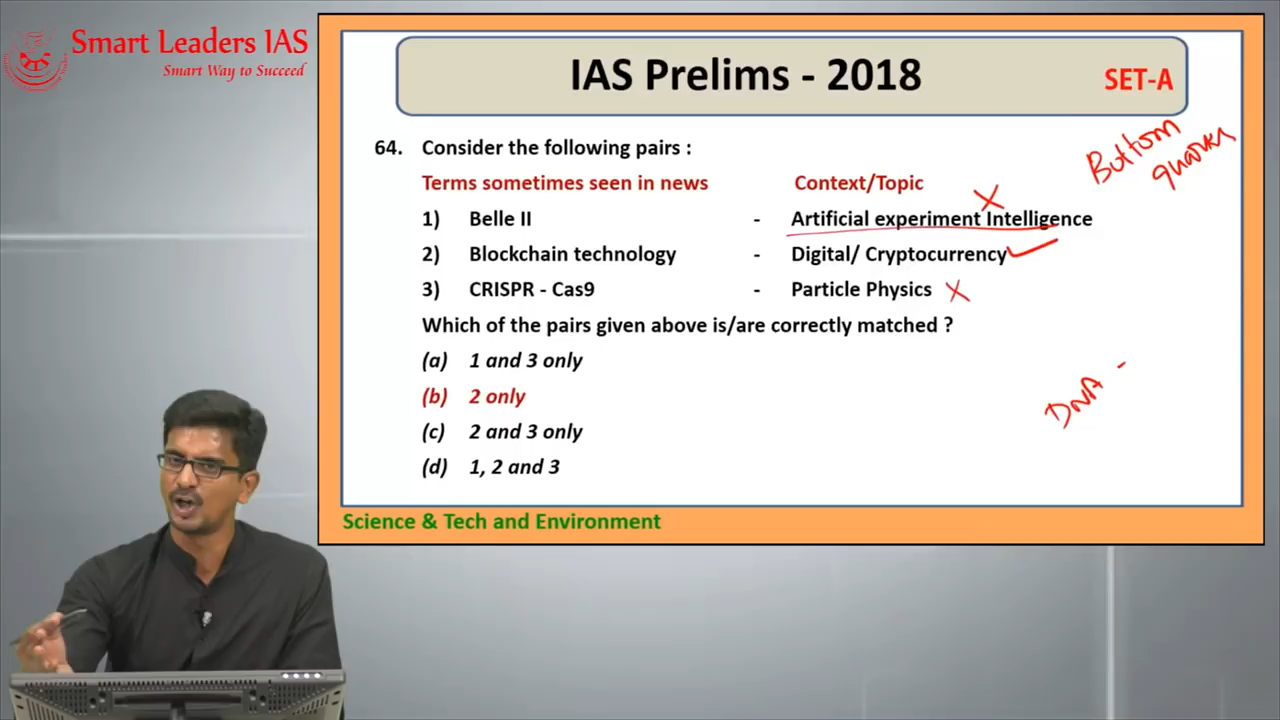 Smart Leaders IAS
Smart Way to Succeed
IAS Prelims - 2018
SET-A
Bottom
quarks
64. Consider the following pairs :
Terms sometimes seen in news Context/Topic
1) Belle II - Artificial experiment Intelligence
2) Blockchain technology - Digital/ Cryptocurrency
3) CRISPR - Cas9 - Particle Physics
Which of the pairs given above is/are correctly matched ?
(a) 1 and 3 only
(b) 2 only
(c) 2 and 3 only
(d) 1, 2 and 3
DNA -
Science & Tech and Environment